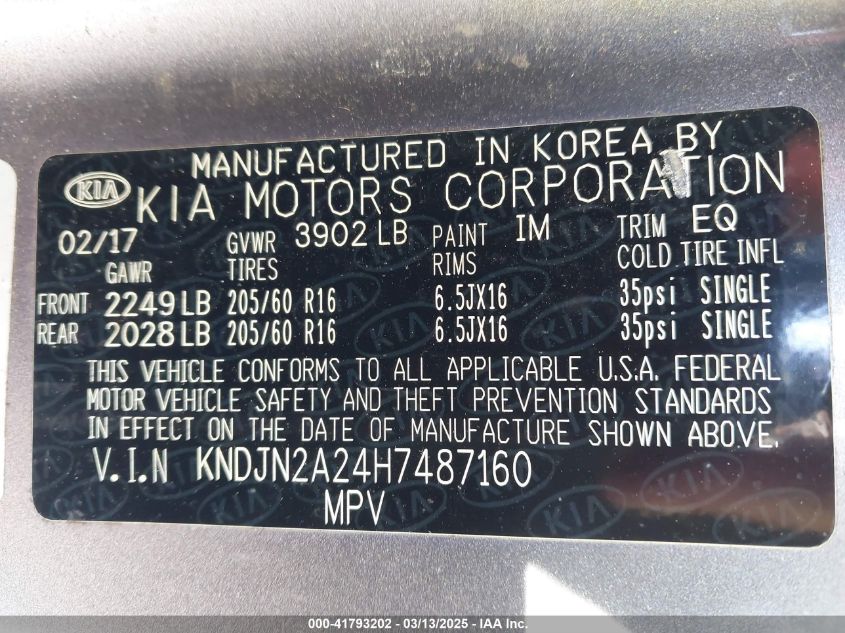 MANUFACTURED IN KOREA BY
KIA KIA MOTORS CORPORATION
02/17 GVWR 3902 LB PAINT IM TRIM EQ
GAWR TIRES RIMS COLD TIRE INFL
FRONT 2249 LB 205/60 R16 6.5JX16 35psi SINGLE
REAR 2028 LB 205/60 R16 6.5JX16 35psi SINGLE
THIS VEHICLE CONFORMS TO ALL APPLICABLE U.S.A. FEDERAL
MOTOR VEHICLE SAFETY AND THEFT PREVENTION STANDARDS
IN EFFECT ON THE DATE OF MANUFACTURE SHOWN ABOVE.
V.I.N KNDJN2A24H7487160
MPV
000-41793202 - 03/13/2025 - IAA Inc.